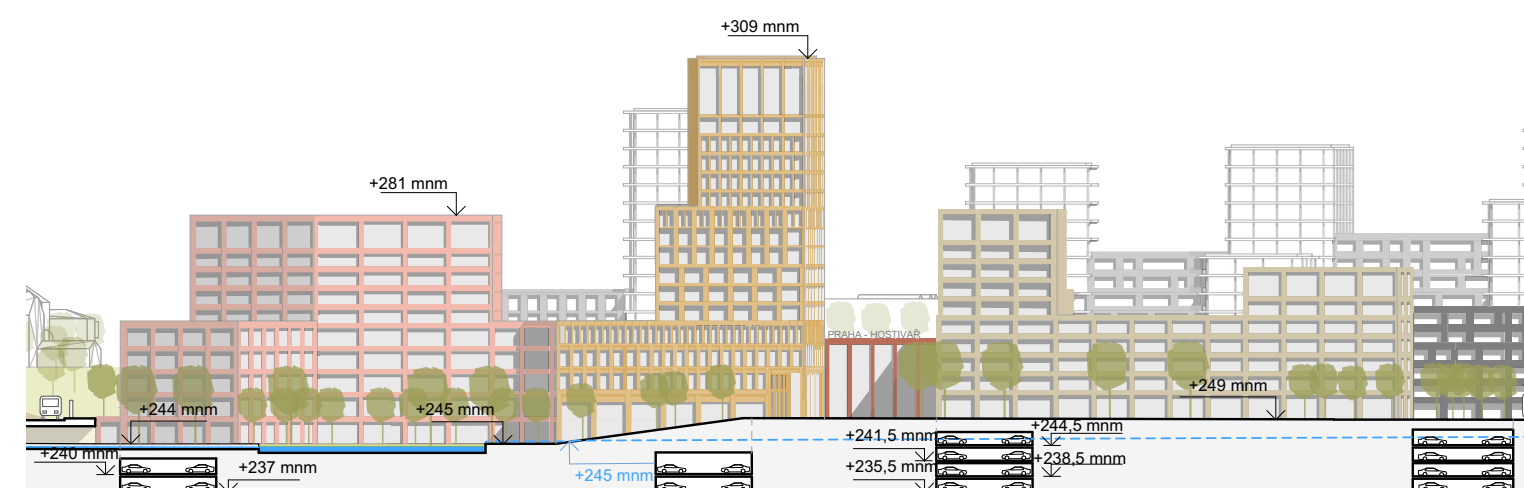 +309 mnm
+281 mnm
PRAHA - HOSTIVAŘ
+249 mnm
+244 mnm
+245 mnm
+244,5 mnm
+241,5 mnm
+240 mnm
+238,5 mnm
+237 mnm
+235,5 mnm
+245 mnm